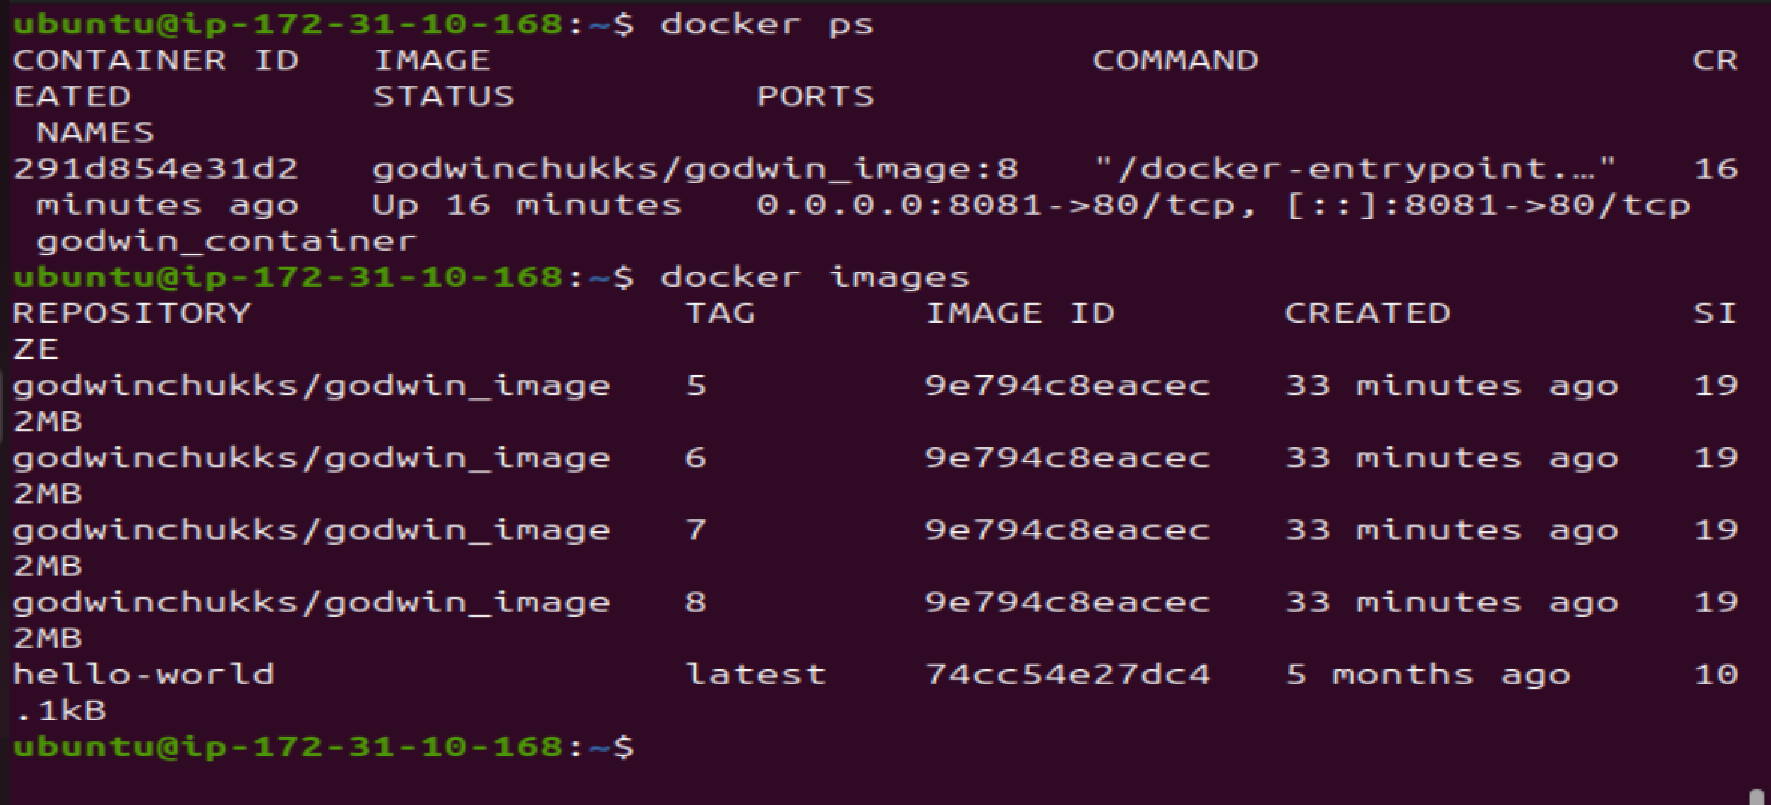 ubuntu@ip-172-31-10-168:~$ docker ps
CONTAINER ID   IMAGE                         COMMAND                  CR
EATED          STATUS          PORTS
 NAMES
291d854e31d2   godwinchukks/godwin_image:8   "/docker-entrypoint.…"   16
 minutes ago   Up 16 minutes   0.0.0.0:8081->80/tcp, [::]:8081->80/tcp
 godwin_container
ubuntu@ip-172-31-10-168:~$ docker images
REPOSITORY                  TAG       IMAGE ID       CREATED          SI
ZE
godwinchukks/godwin_image   5         9e794c8eacec   33 minutes ago   19
2MB
godwinchukks/godwin_image   6         9e794c8eacec   33 minutes ago   19
2MB
godwinchukks/godwin_image   7         9e794c8eacec   33 minutes ago   19
2MB
godwinchukks/godwin_image   8         9e794c8eacec   33 minutes ago   19
2MB
hello-world                 latest    74cc54e27dc4   5 months ago     10
.1kB
ubuntu@ip-172-31-10-168:~$